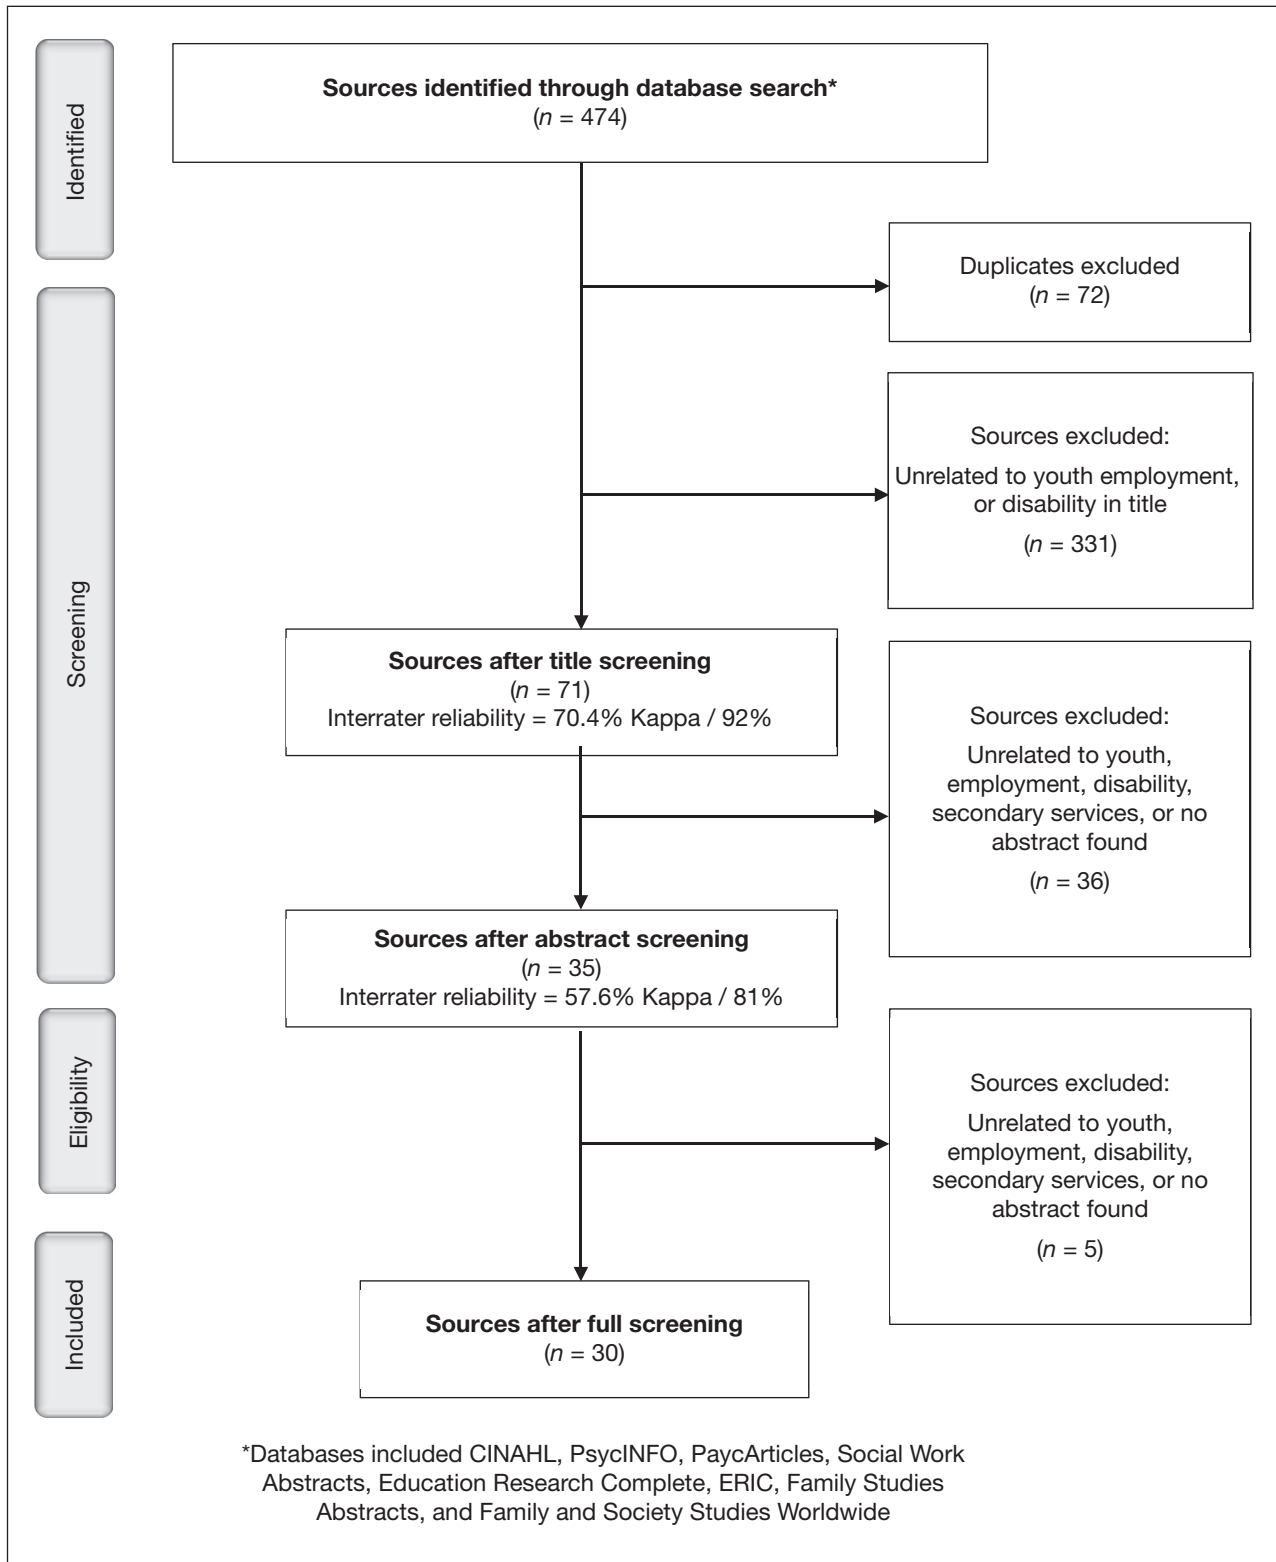 Identified
Sources identified through database search*
(n = 474)
Duplicates excluded
(n = 72)
Screening
Sources excluded:
Unrelated to youth employment,
or disability in title
(n = 331)
Sources after title screening
(n = 71)
Interrater reliability = 70.4% Kappa / 92%
Sources excluded:
Unrelated to youth,
employment, disability,
secondary services, or no
abstract found
(n = 36)
Sources after abstract screening
(n = 35)
Interrater reliability = 57.6% Kappa / 81%
Eligibility
Sources excluded:
Unrelated to youth,
employment, disability,
secondary services, or no
abstract found
(n = 5)
Included
Sources after full screening
(n = 30)
*Databases included CINAHL, PsycINFO, PaycArticles, Social Work
Abstracts, Education Research Complete, ERIC, Family Studies
Abstracts, and Family and Society Studies Worldwide